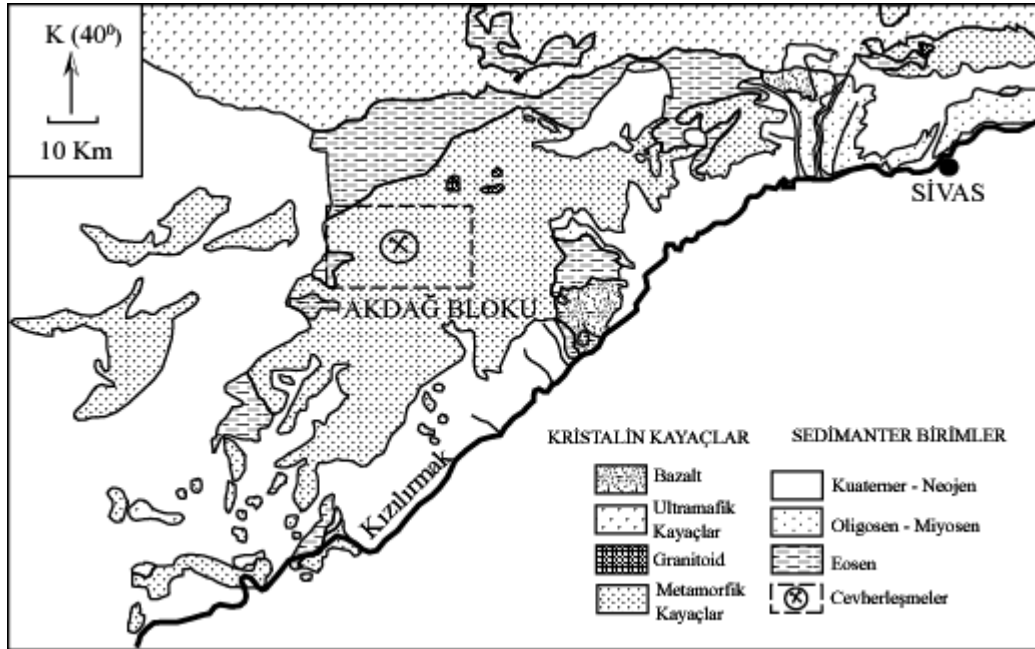 K (40⁰)
10 Km
SİVAS
AKDAĞ BLOKU
Kızılırmak
KRİSTALİN KAYAÇLAR
Bazalt
Ultramafik
Kayaçlar
Granitoid
Metamorfik
Kayaçlar
SEDİMANTER BİRİMLER
Kuaterner - Neojen
Oligosen - Miyosen
Eosen
Cevherleşmeler